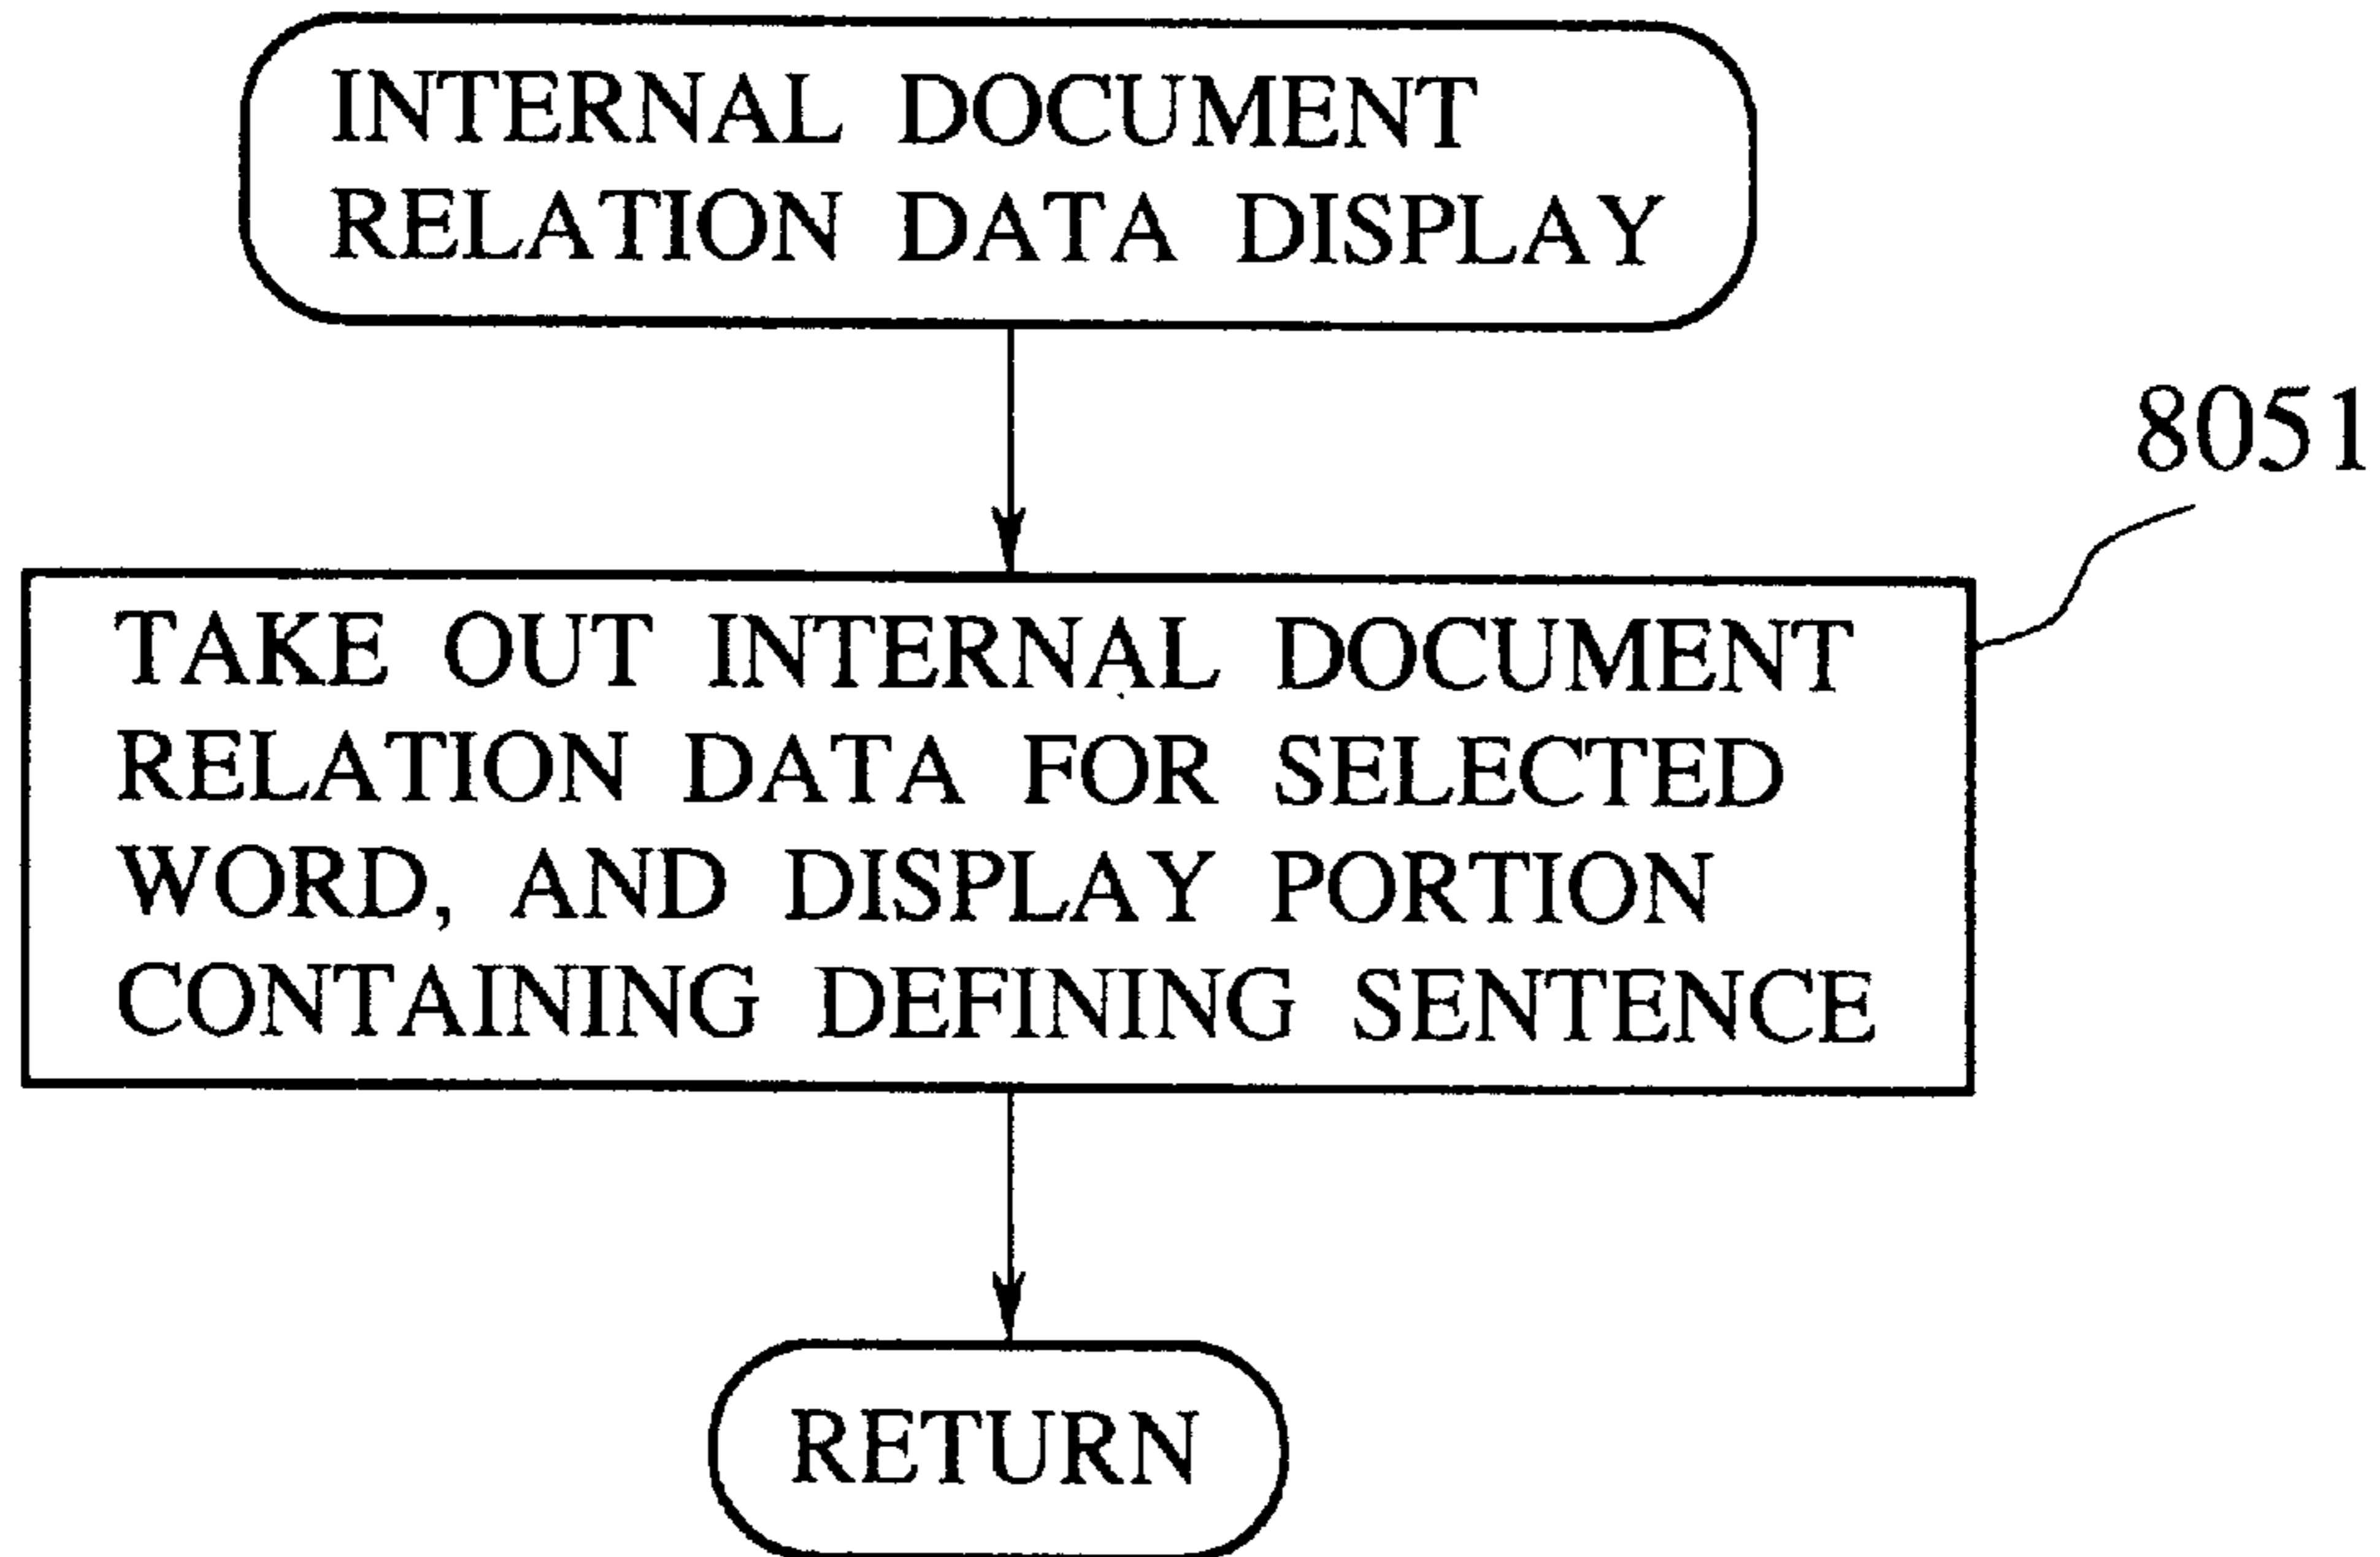 INTERNAL DOCUMENT
RELATION DATA DISPLAY
8051
TAKE OUT INTERNAL DOCUMENT
RELATION DATA FOR SELECTED
WORD, AND DISPLAY PORTION
CONTAINING DEFINING SENTENCE
RETURN